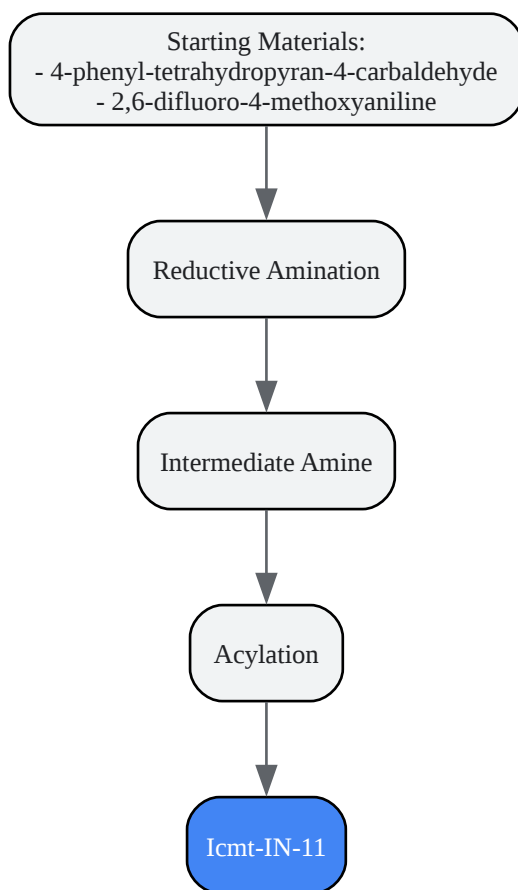 Starting Materials:
- 4-phenyl-tetrahydropyran-4-carbaldehyde
- 2,6-difluoro-4-methoxyaniline
Reductive Amination
Intermediate Amine
Acylation
Icmt-IN-11